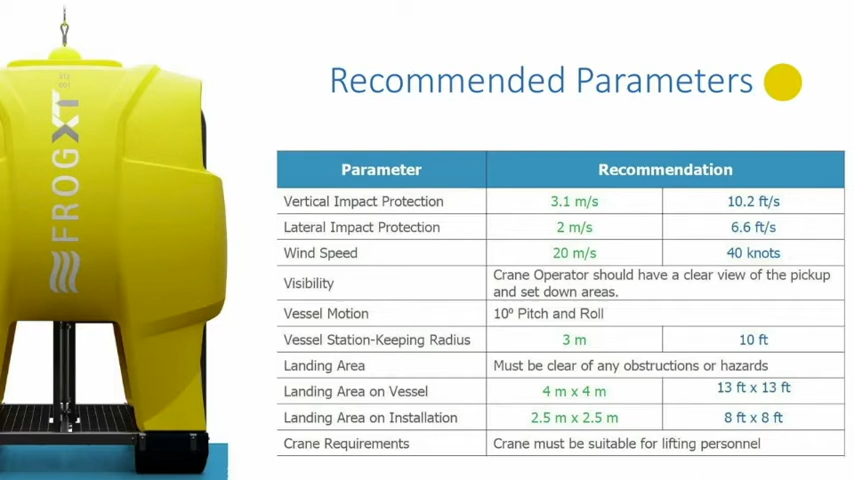 Recommended Parameters
FROGXT
Parameter Recommendation
Vertical Impact Protection 3.1 m/s 10.2 ft/s
Lateral Impact Protection 2 m/s 6.6 ft/s
Wind Speed 20 m/s 40 knots
Visibility Crane Operator should have a clear view of the pickup
and set down areas.
Vessel Motion 10º Pitch and Roll
Vessel Station-Keeping Radius 3 m 10 ft
Landing Area Must be clear of any obstructions or hazards
Landing Area on Vessel 4 m x 4 m 13 ft x 13 ft
Landing Area on Installation 2.5 m x 2.5 m 8 ft x 8 ft
Crane Requirements Crane must be suitable for lifting personnel